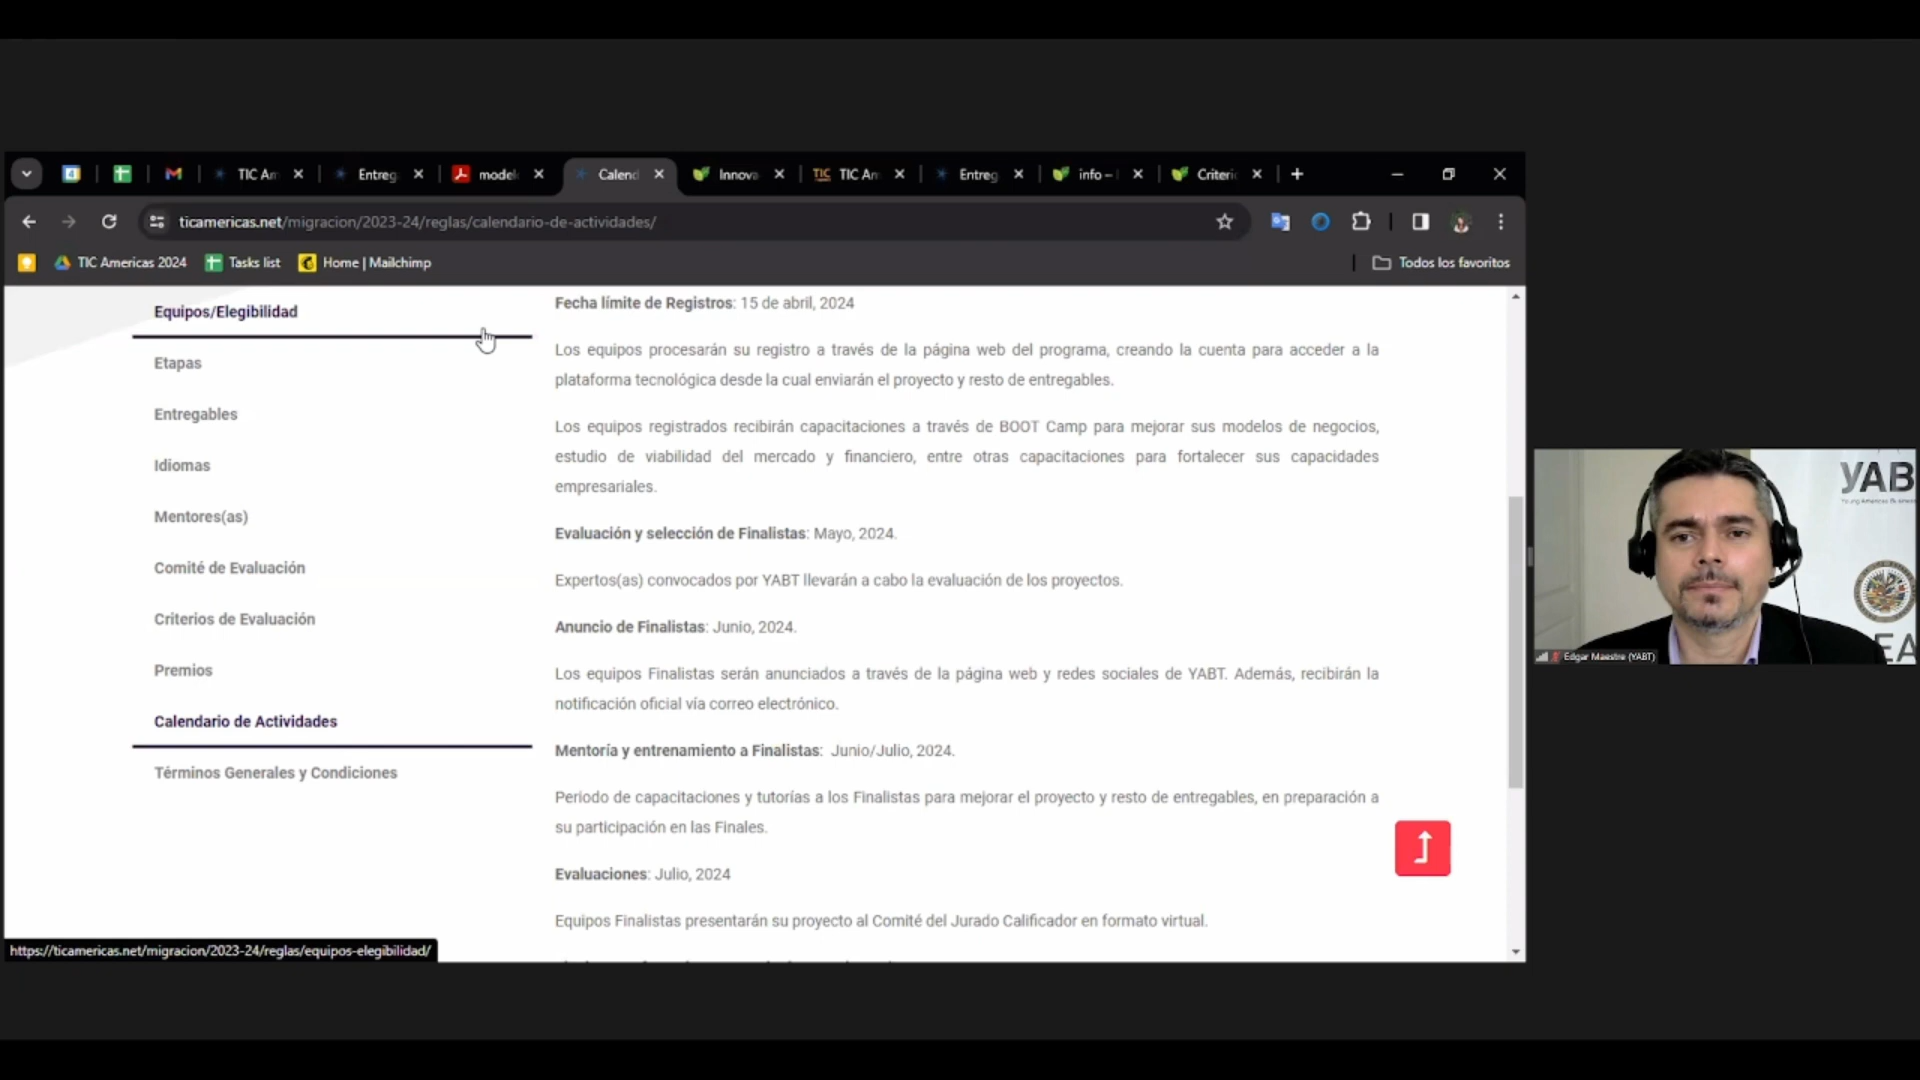 TIC Am
Entreg
model
Calend
Innova
TIC TIC Am
Entreg
info –
Criteric
ticamericas.net/migracion/2023-24/reglas/calendario-de-actividades/
TIC Americas 2024
Tasks list
Home | Mailchimp
Todos los favoritos
Equipos/Elegibilidad
Etapas
Entregables
Idiomas
Mentores(as)
Comité de Evaluación
Criterios de Evaluación
Premios
Calendario de Actividades
Términos Generales y Condiciones
Fecha límite de Registros: 15 de abril, 2024
Los equipos procesarán su registro a través de la página web del programa, creando la cuenta para acceder a la
plataforma tecnológica desde la cual enviarán el proyecto y resto de entregables.
Los equipos registrados recibirán capacitaciones a través de BOOT Camp para mejorar sus modelos de negocios,
estudio de viabilidad del mercado y financiero, entre otras capacitaciones para fortalecer sus capacidades
empresariales.
Evaluación y selección de Finalistas: Mayo, 2024.
Expertos(as) convocados por YABT llevarán a cabo la evaluación de los proyectos.
Anuncio de Finalistas: Junio, 2024.
Los equipos Finalistas serán anunciados a través de la página web y redes sociales de YABT. Además, recibirán la
notificación oficial vía correo electrónico.
Mentoría y entrenamiento a Finalistas: Junio/Julio, 2024.
Periodo de capacitaciones y tutorías a los Finalistas para mejorar el proyecto y resto de entregables, en preparación a
su participación en las Finales.
Evaluaciones: Julio, 2024
Equipos Finalistas presentarán su proyecto al Comité del Jurado Calificador en formato virtual.
https://ticamericas.net/migracion/2023-24/reglas/equipos-elegibilidad/
YAB
EA
Edgar Maestre (YABT)